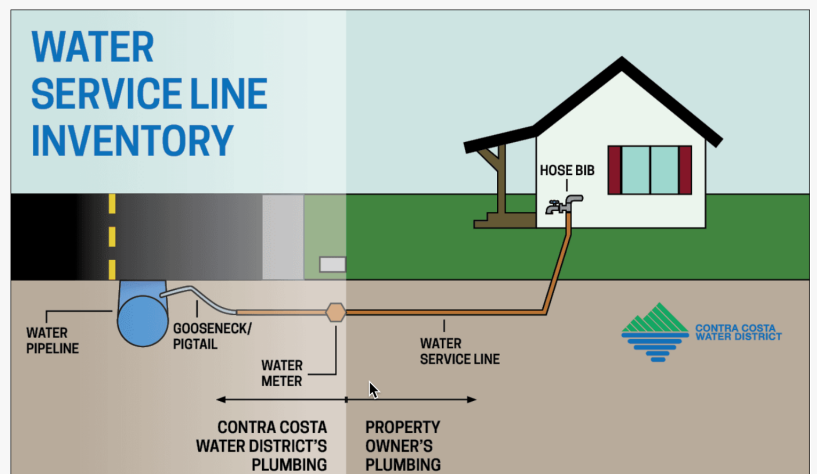 WATER
SERVICE LINE
INVENTORY
HOSE BIB
WATER
PIPELINE
GOOSENECK/
PIGTAIL
WATER
METER
WATER
SERVICE LINE
CONTRA COSTA
WATER DISTRICT
CONTRA COSTA
WATER DISTRICT'S
PLUMBING
PROPERTY
OWNER'S
PLUMBING